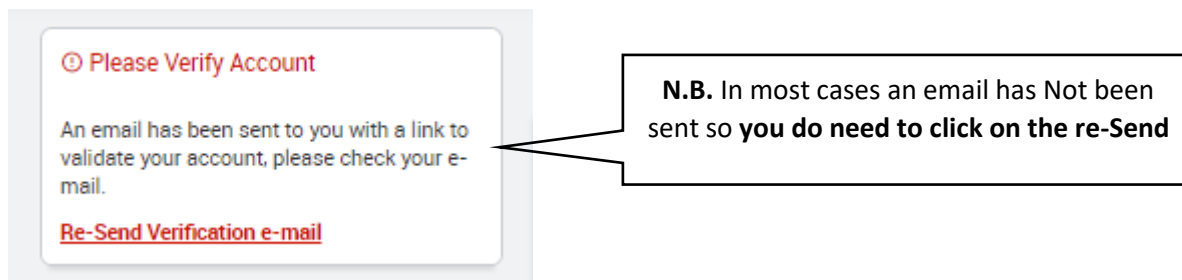 Please Verify Account
An email has been sent to you with a link to
validate your account, please check your e-
mail.
Re-Send Verification e-mail
N.B. In most cases an email has Not been
sent so you do need to click on the re-Send